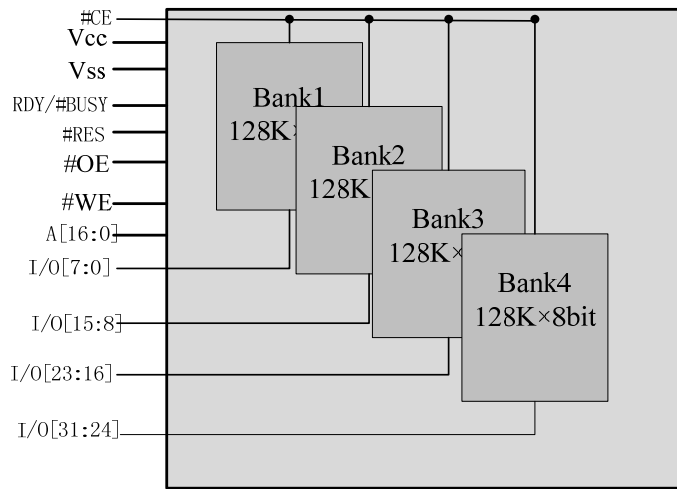 #CE
Vcc
Vss
RDY/#BUSY
#RES
#OE
#WE
A[16:0]
I/O[7:0]
I/O[15:8]
I/O[23:16]
I/O[31:24]
Bank1
128K×
Bank2
128K
Bank3
128K×
Bank4
128K×8bit